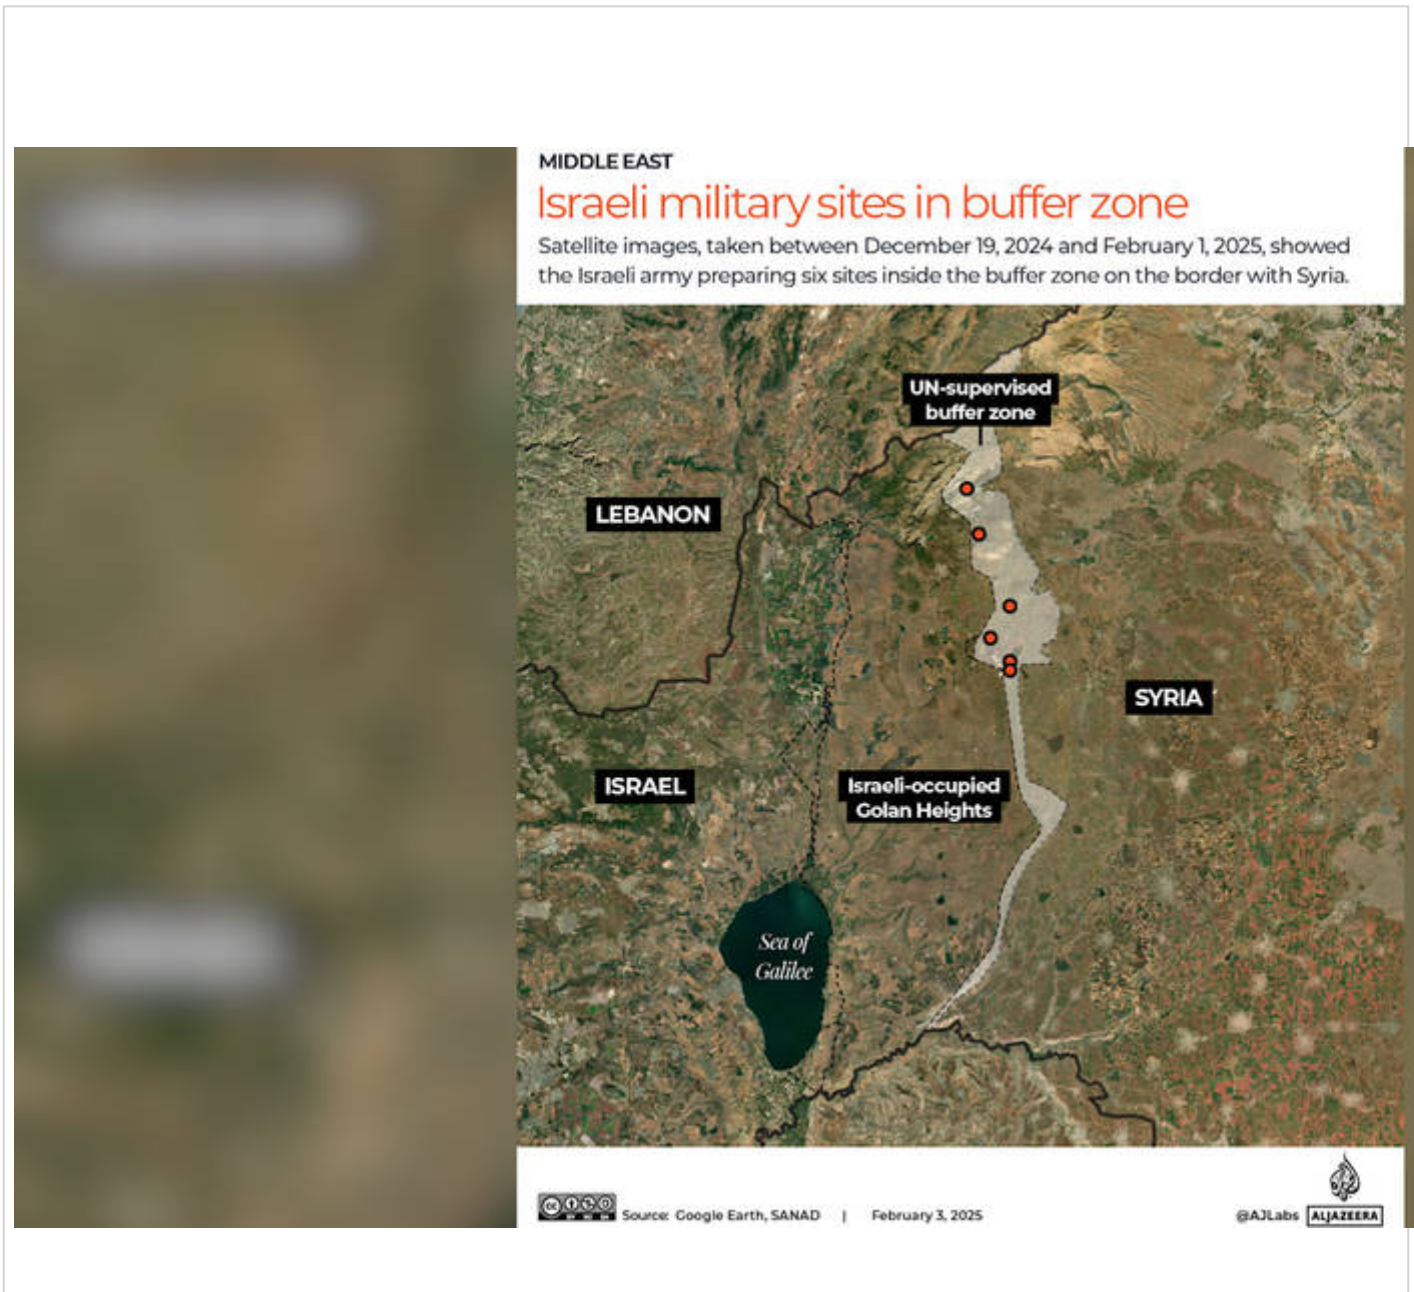 MIDDLE EAST
Israeli military sites in buffer zone
Satellite images, taken between December 19, 2024 and February 1, 2025, showed
the Israeli army preparing six sites inside the buffer zone on the border with Syria.
UN-supervised
buffer zone
LEBANON
SYRIA
ISRAEL
Israeli-occupied
Golan Heights
Sea of
Galilee
Source: Google Earth, SANAD | February 3, 2025
@AJLabs ALJAZEERA